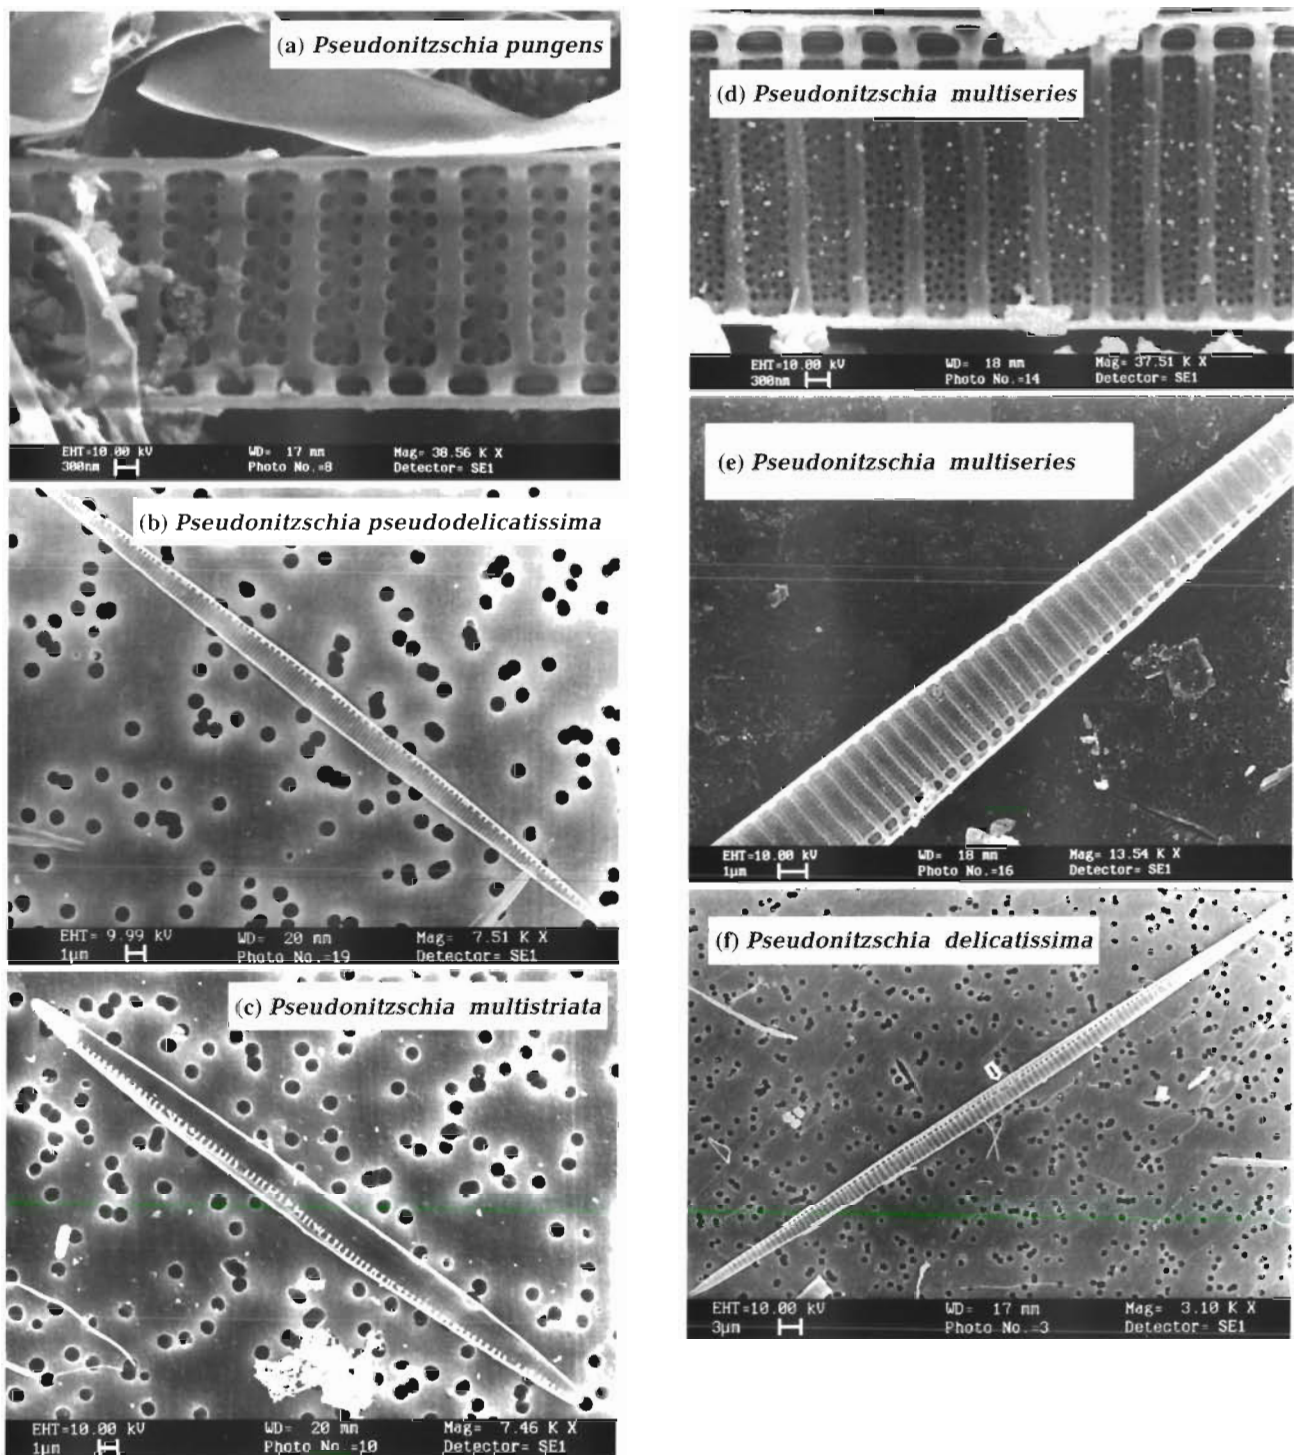 (a) Pseudonitzschia pungens
EHT=10.00 kV WD= 17 mm Mag= 38.56 K X
300nm Photo No.=8 Detector= SE1
(b) Pseudonitzschia pseudodelicatissima
EHT= 9.99 kV WD= 20 mm Mag= 7.51 K X
1µm Photo No.=19 Detector= SE1
(c) Pseudonitzschia multistriata
EHT=10.00 kV WD= 20 mm Mag= 7.46 K X
1µm Photo No.=10 Detector= SE1
(d) Pseudonitzschia multiseries
EHT=10.00 kV WD= 18 mm Mag= 37.51 K X
300nm Photo No.=14 Detector= SE1
(e) Pseudonitzschia multiseries
EHT=10.00 kV WD= 18 mm Mag= 13.54 K X
1µm Photo No.=16 Detector= SE1
(f) Pseudonitzschia delicatissima
EHT=10.00 kV WD= 17 mm Mag= 3.10 K X
3µm Photo No.=3 Detector= SE1